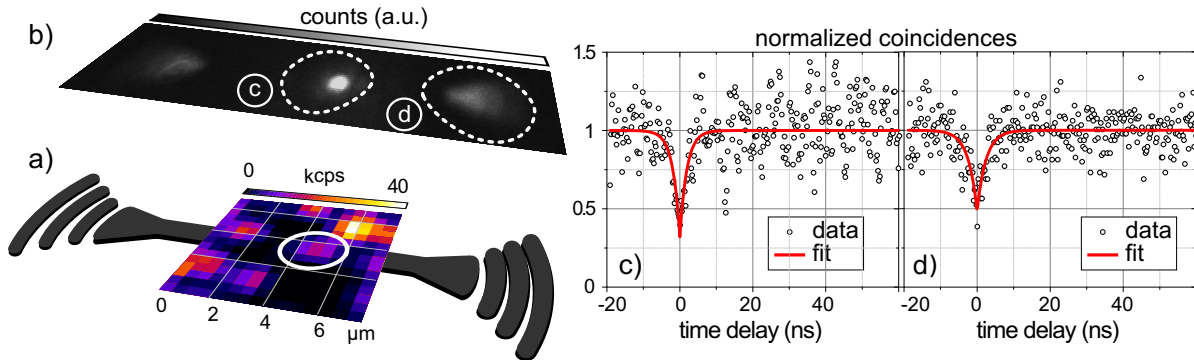 b)
counts (a.u.)
c
d
a)
0 kcps 40
0 2 4 6 µm
normalized coincidences
1.5
1
0.5
0
data
fit
c)
-20 0 20 40
time delay (ns)
data
fit
d)
-20 0 20 40
time delay (ns)